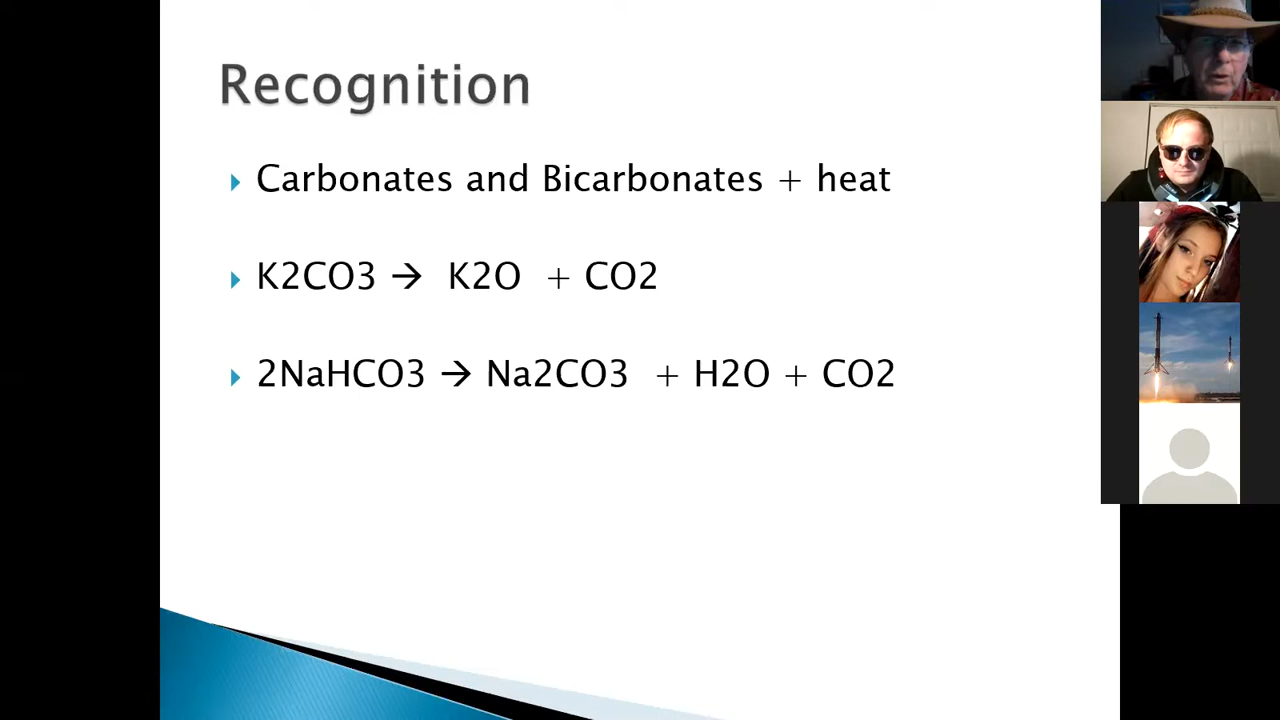 Recognition
Carbonates and Bicarbonates + heat
K2CO3 → K2O + CO2
2NaHCO3 → Na2CO3 + H2O + CO2